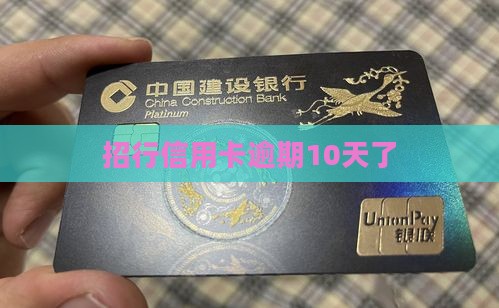 中国建设银行
China Construction Bank
Platinum
招行信用卡逾期10天了
UnionPay
银联